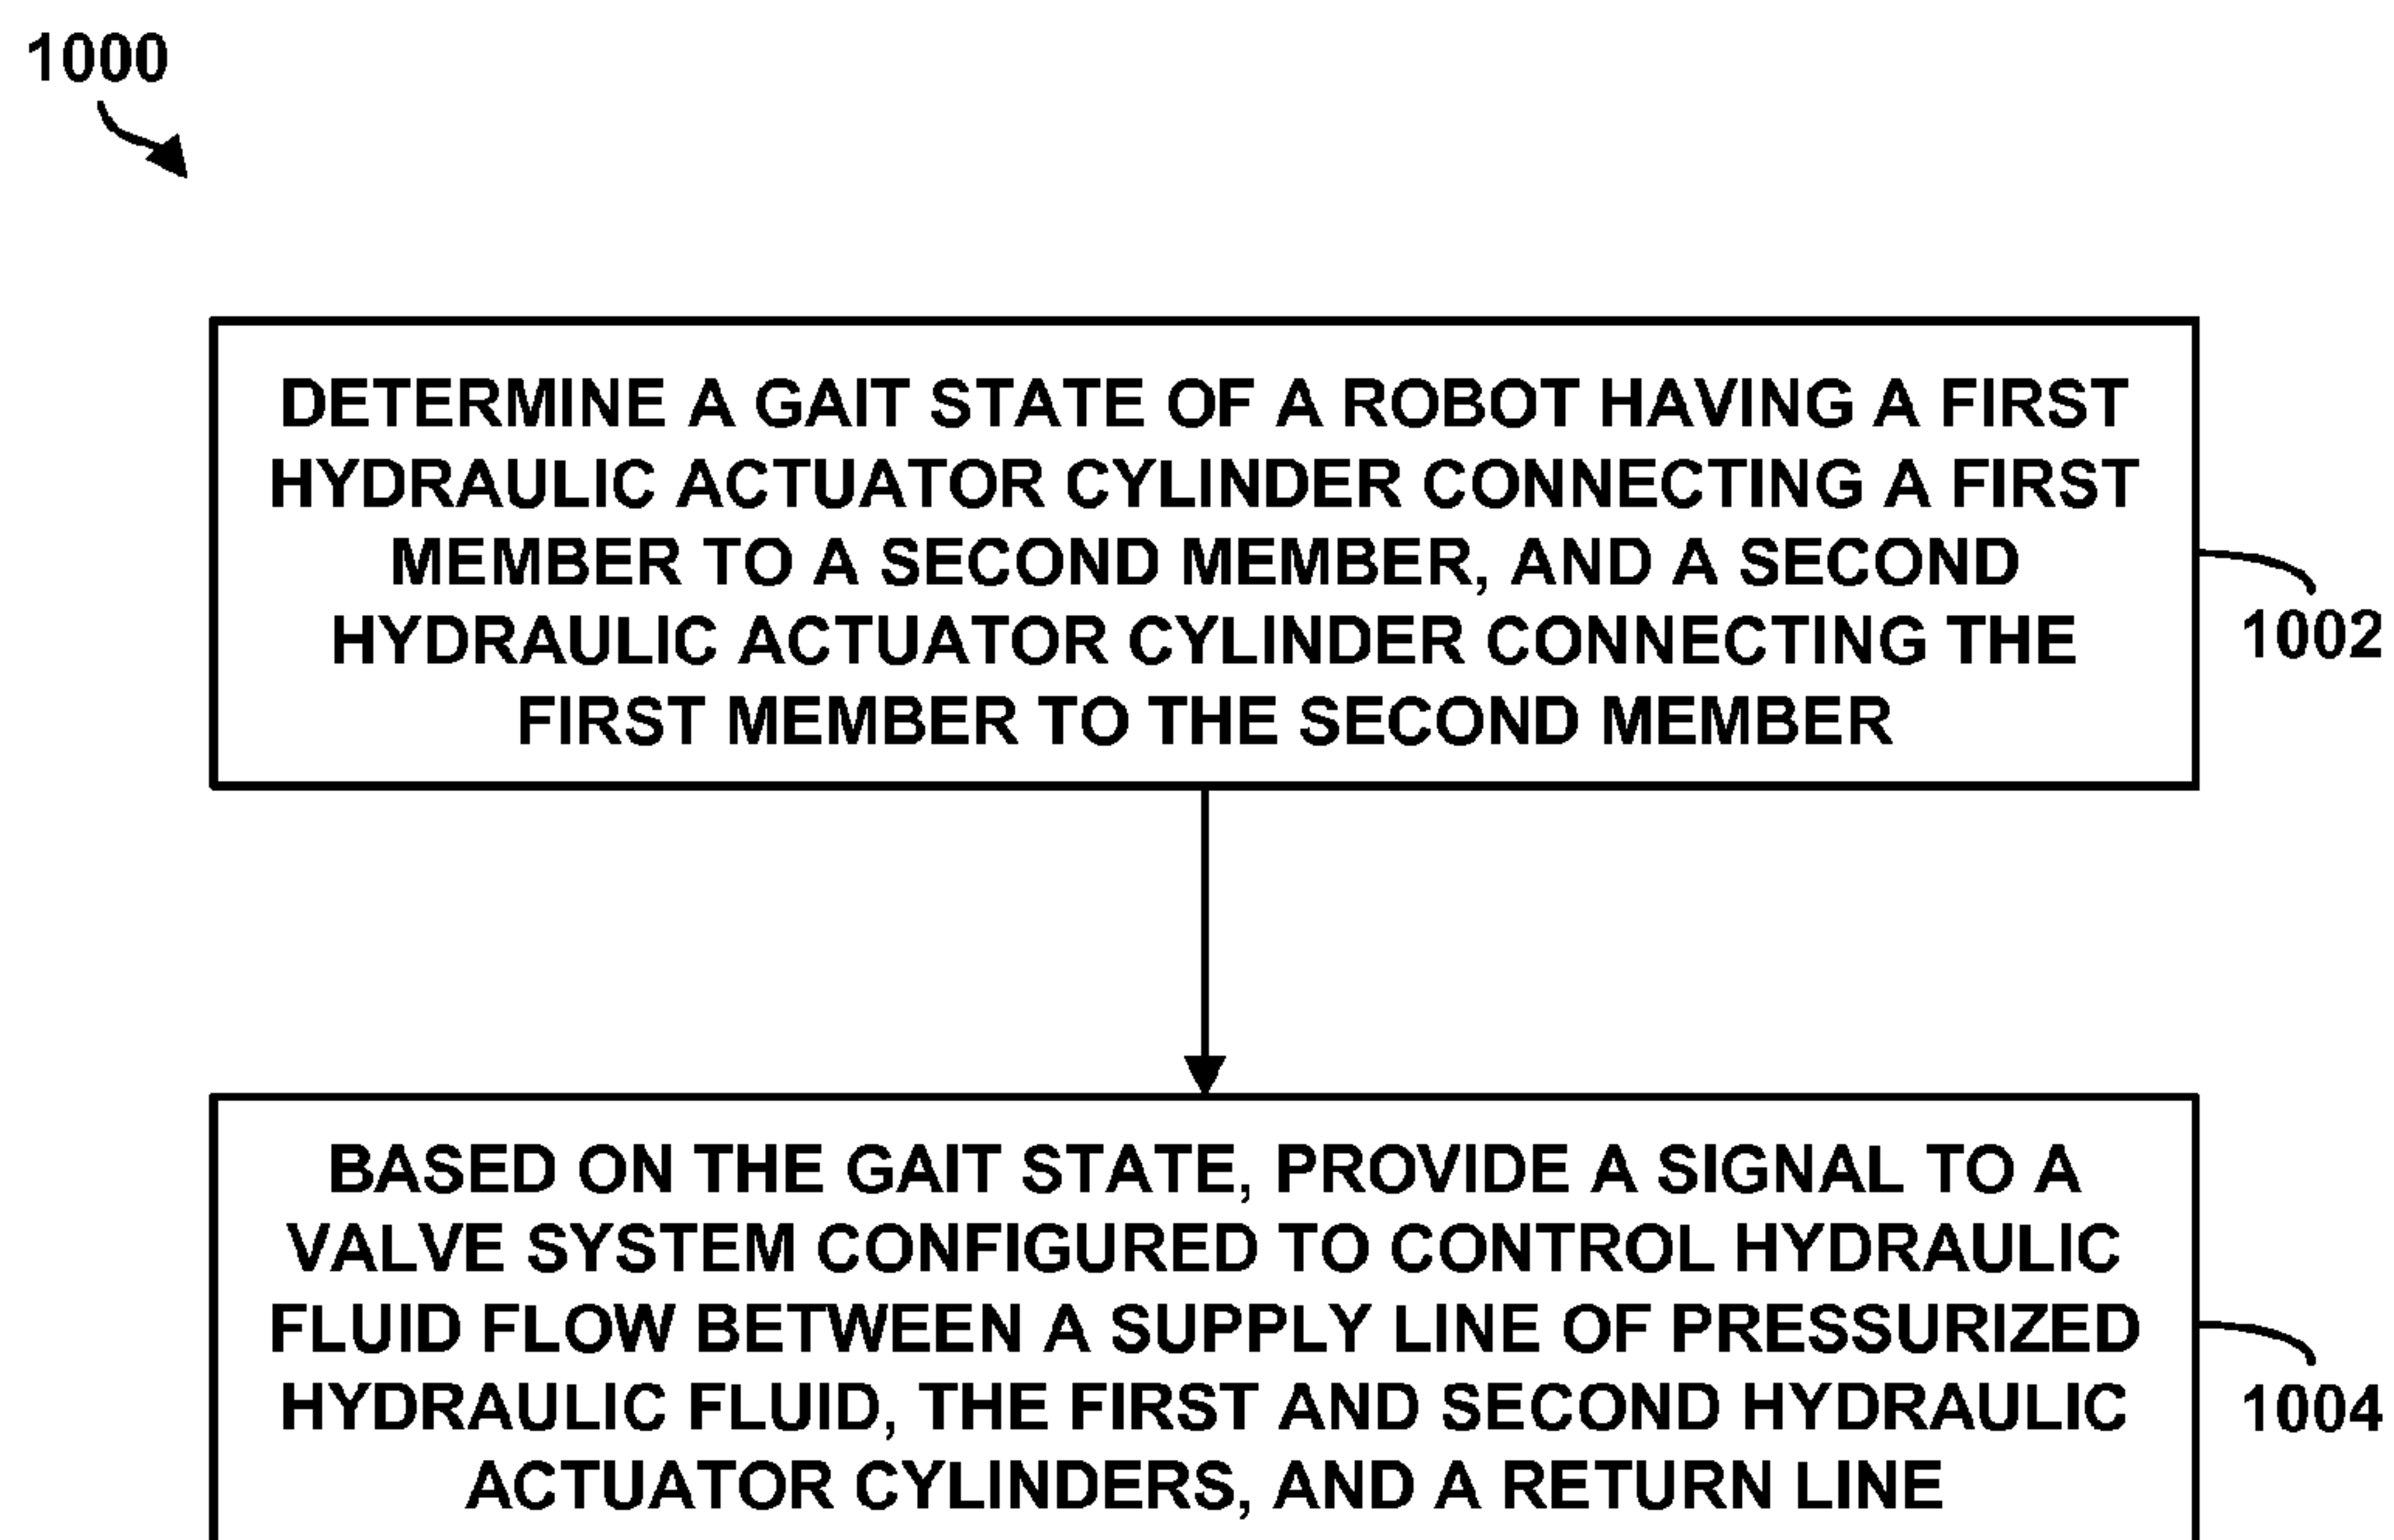 1000
DETERMINE A GAIT STATE OF A ROBOT HAVING A FIRST
HYDRAULIC ACTUATOR CYLINDER CONNECTING A FIRST
MEMBER TO A SECOND MEMBER, AND A SECOND
HYDRAULIC ACTUATOR CYLINDER CONNECTING THE
FIRST MEMBER TO THE SECOND MEMBER
1002
BASED ON THE GAIT STATE, PROVIDE A SIGNAL TO A
VALVE SYSTEM CONFIGURED TO CONTROL HYDRAULIC
FLUID FLOW BETWEEN A SUPPLY LINE OF PRESSURIZED
HYDRAULIC FLUID, THE FIRST AND SECOND HYDRAULIC
ACTUATOR CYLINDERS, AND A RETURN LINE
1004